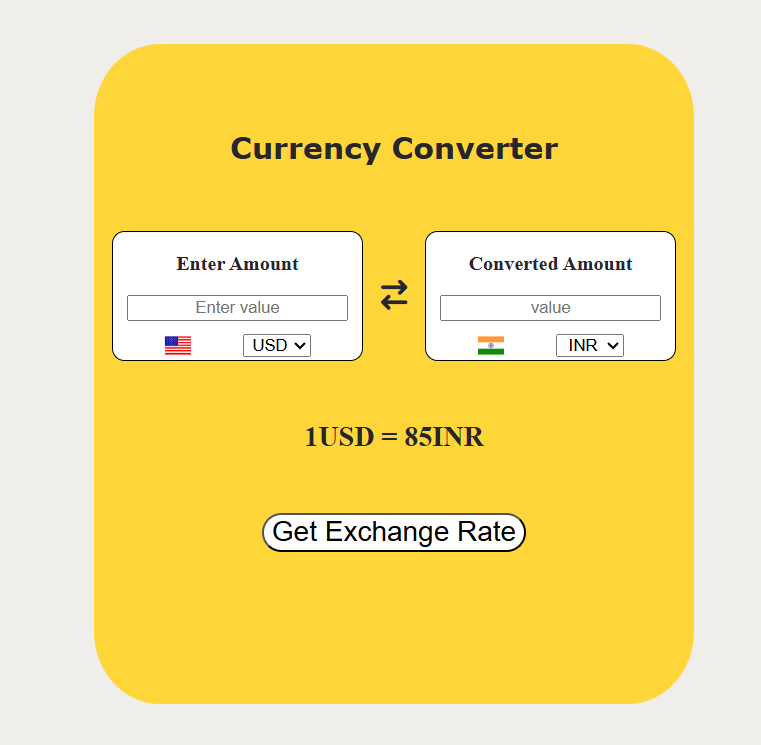 Currency Converter
Enter Amount
Enter value
USD
Converted Amount
value
INR
1USD = 85INR
Get Exchange Rate